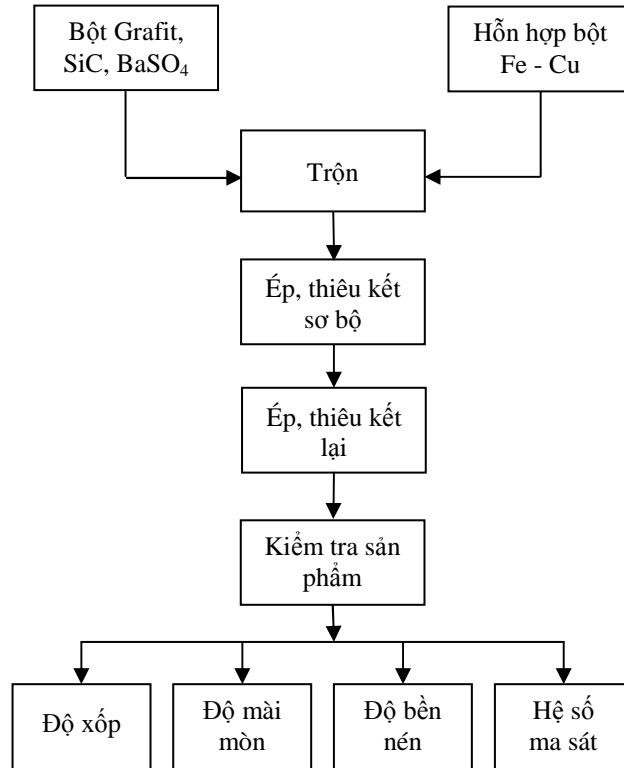 Bột Grafit,
SiC, BaSO₄
Hỗn hợp bột
Fe - Cu
Trộn
Ép, thiêu kết
sơ bộ
Ép, thiêu kết
lại
Kiểm tra sản
phẩm
Độ xốp
Độ mài
mòn
Độ bền
nén
Hệ số
ma sát